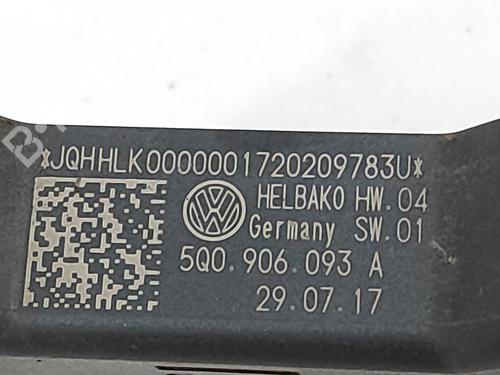 *JQHHLK0000001720209783U*
HELBAKO HW.04
Germany SW.01
5Q0.906.093 A
29.07.17